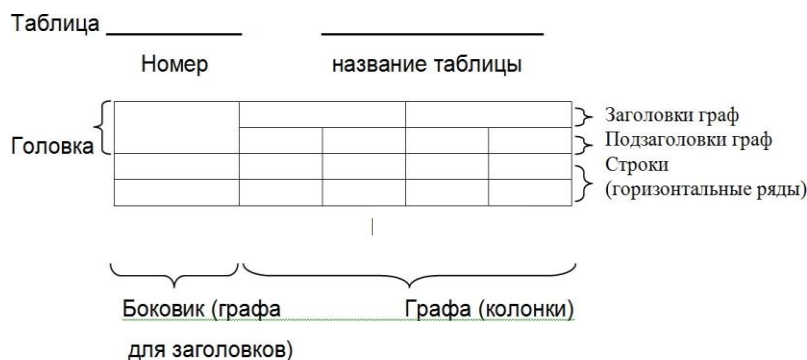 Таблица
Номер название таблицы
Заголовки граф
Подзаголовки граф
Головка
Строки
(горизонтальные ряды)
Боковик (графа Графа (колонки)
для заголовков)